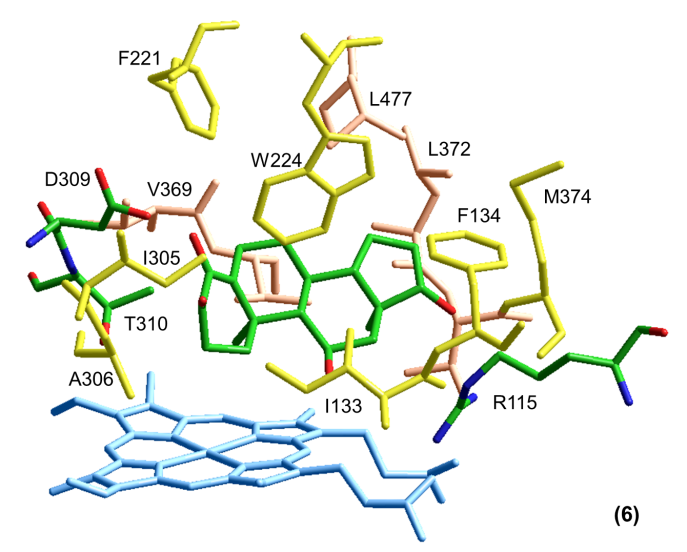 F221
L477
L372
W224
D309
V369
M374
F134
I305
T310
A306
I133
R115
(6)